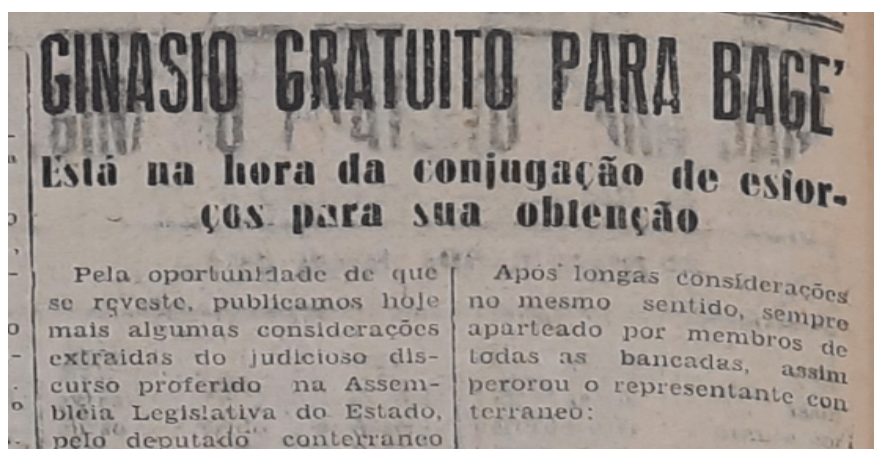 GINASIO GRATUITO PARA BAGE'
Está na hora da conjugação de esfor-
ços para sua obtenção
Pela oportunidade de que
se reveste, publicamos hoje
mais algumas considerações
extraidas do judicioso dis-
curso proferido na Assem-
bléia Legislativa do Estado,
pelo deputado conterraneo
Após longas considerações
no mesmo sentido, sempre
aparteado por membros de
todas as bancadas, assim
perorou o representante con
terraneo: